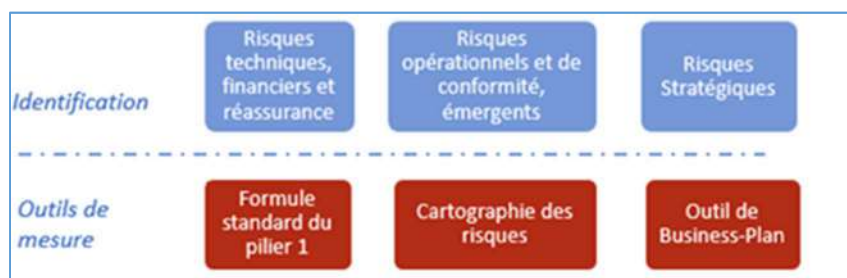 Identification
Risques
techniques,
financiers et
réassurance
Risques
opérationnels et de
conformité,
émergents
Risques
Stratégiques
Outils de
mesure
Formule
standard du
pilier 1
Cartographie des
risques
Outil de
Business-Plan